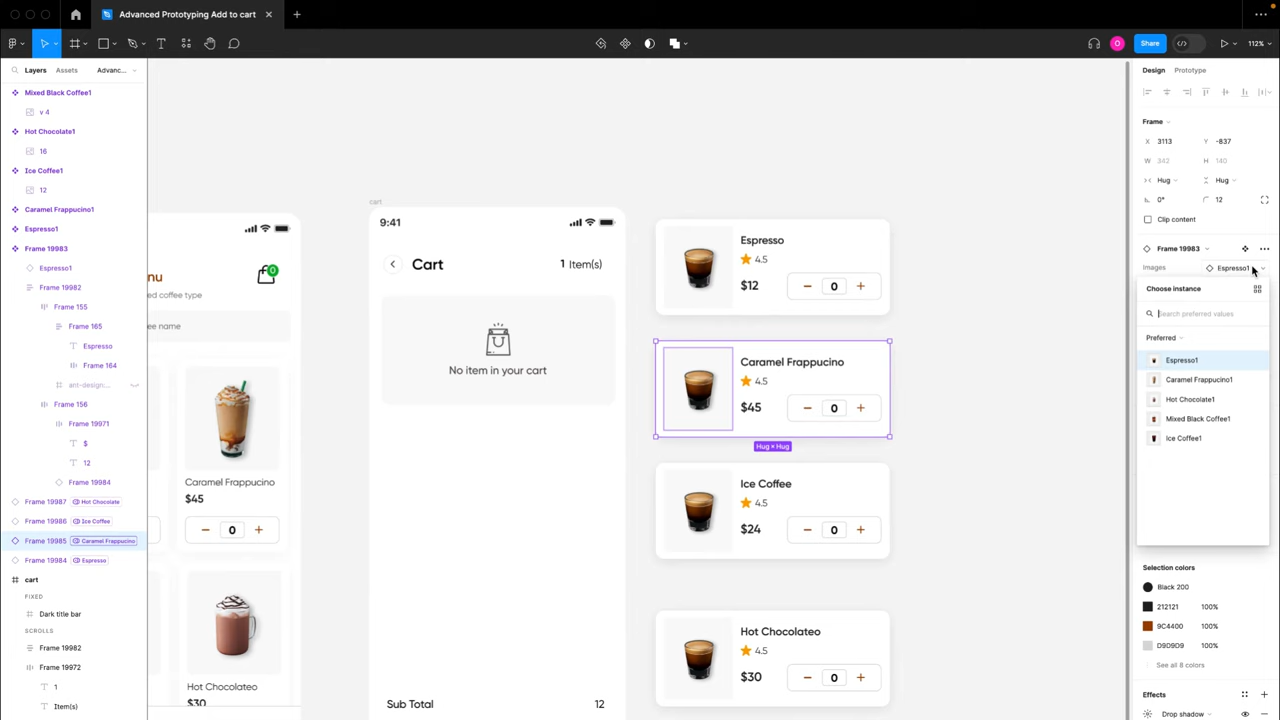 Advanced Prototyping Add to cart
O
Share
112%
Layers
Assets
Advanc...
Mixed Black Coffee1
v 4
Hot Chocolate1
16
Ice Coffee1
12
Caramel Frappucino1
Espresso1
Frame 19983
Espresso1
Frame 19982
Frame 155
Frame 165
Espresso
Frame 164
ant-design:...
Frame 156
Frame 19971
$
12
Frame 19984
Frame 19987
Hot Chocolate
Frame 19986
Ice Coffee
Frame 19985
Caramel Frappucino
Frame 19984
Espresso
cart
FIXED
Dark title bar
SCROLLS
Frame 19982
Frame 19972
1
Item(s)
nu
0
ed coffee type
ee name
Caramel Frappucino
$45
0
Hot Chocolateo
$30
cart
9:41
Cart
1 Item(s)
No item in your cart
Sub Total
12
Espresso
4.5
$12
0
Caramel Frappucino
4.5
$45
0
Hug × Hug
Ice Coffee
4.5
$24
0
Hot Chocolateo
4.5
$30
0
Design
Prototype
Frame
X 3113
Y -837
W 342
H 140
Hug
Hug
0°
12
Clip content
Frame 19983
Images
Espresso1
Choose instance
Search preferred values
Preferred
Espresso1
Caramel Frappucino1
Hot Chocolate1
Mixed Black Coffee1
Ice Coffee1
Selection colors
Black 200
212121 100%
9C4400 100%
D9D9D9 100%
See all 8 colors
Effects
Drop shadow